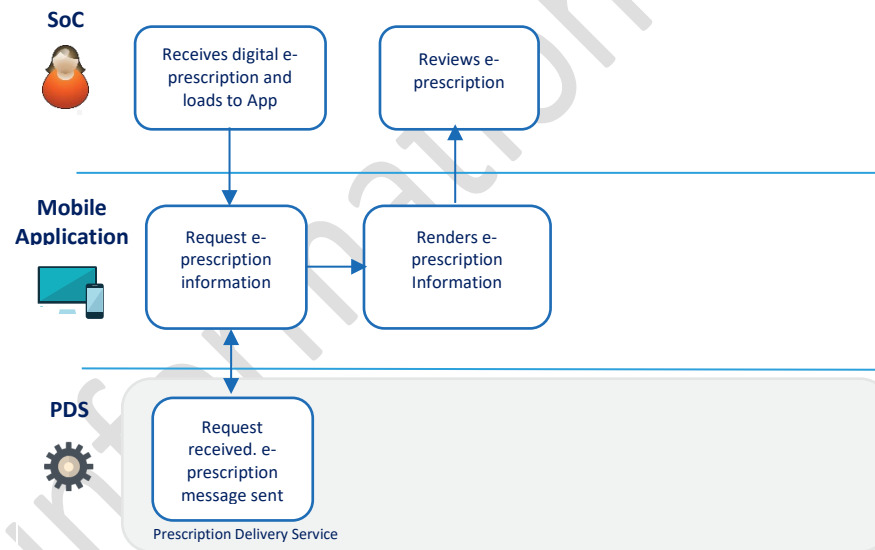 SoC
Receives digital e-
prescription and
loads to App
Reviews e-
prescription
Mobile
Application
Request e-
prescription
information
Renders e-
prescription
Information
PDS
Request
received. e-
prescription
message sent
Prescription Delivery Service
information